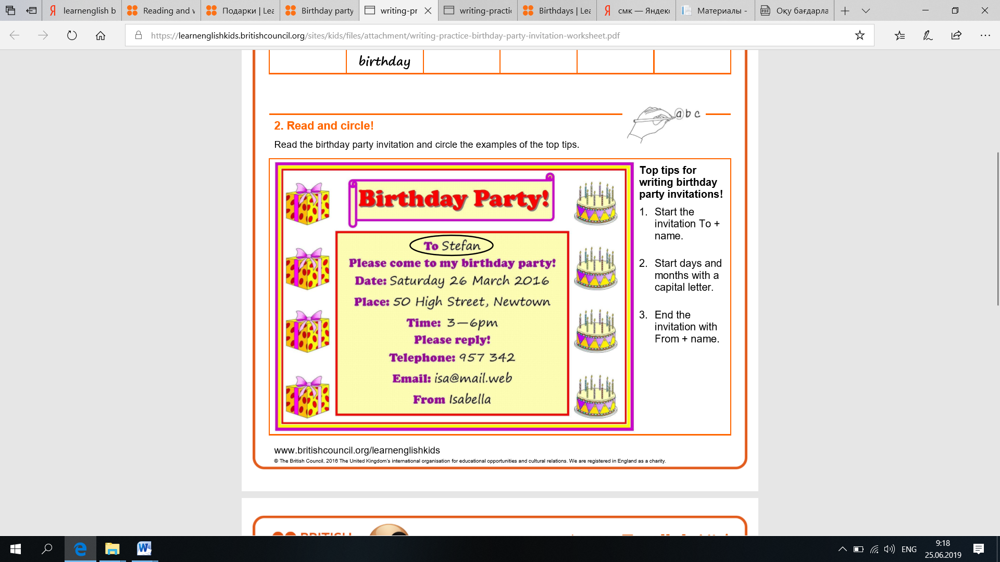 learnenglish b
Reading and w
Подарки | Lea
Birthday party
writing-pr
writing-practic
Birthdays | Lea
смк — Яндекс
Материалы -
Оқу бағдарла
https://learnenglishkids.britishcouncil.org/sites/kids/files/attachment/writing-practice-birthday-party-invitation-worksheet.pdf
birthday
a b c
2. Read and circle!
Read the birthday party invitation and circle the examples of the top tips.
Birthday Party!
To Stefan
Please come to my birthday party!
Date: Saturday 26 March 2016
Place: 50 High Street, Newtown
Time: 3—6pm
Please reply!
Telephone: 957 342
Email: isa@mail.web
From Isabella
Top tips for
writing birthday
party invitations!
1. Start the
invitation To +
name.
2. Start days and
months with a
capital letter.
3. End the
invitation with
From + name.
www.britishcouncil.org/learnenglishkids
© The British Council, 2016 The United Kingdom's international organisation for educational opportunities and cultural relations. We are registered in England as a charity.
BRITISH
ENG
9:18
25.06.2019